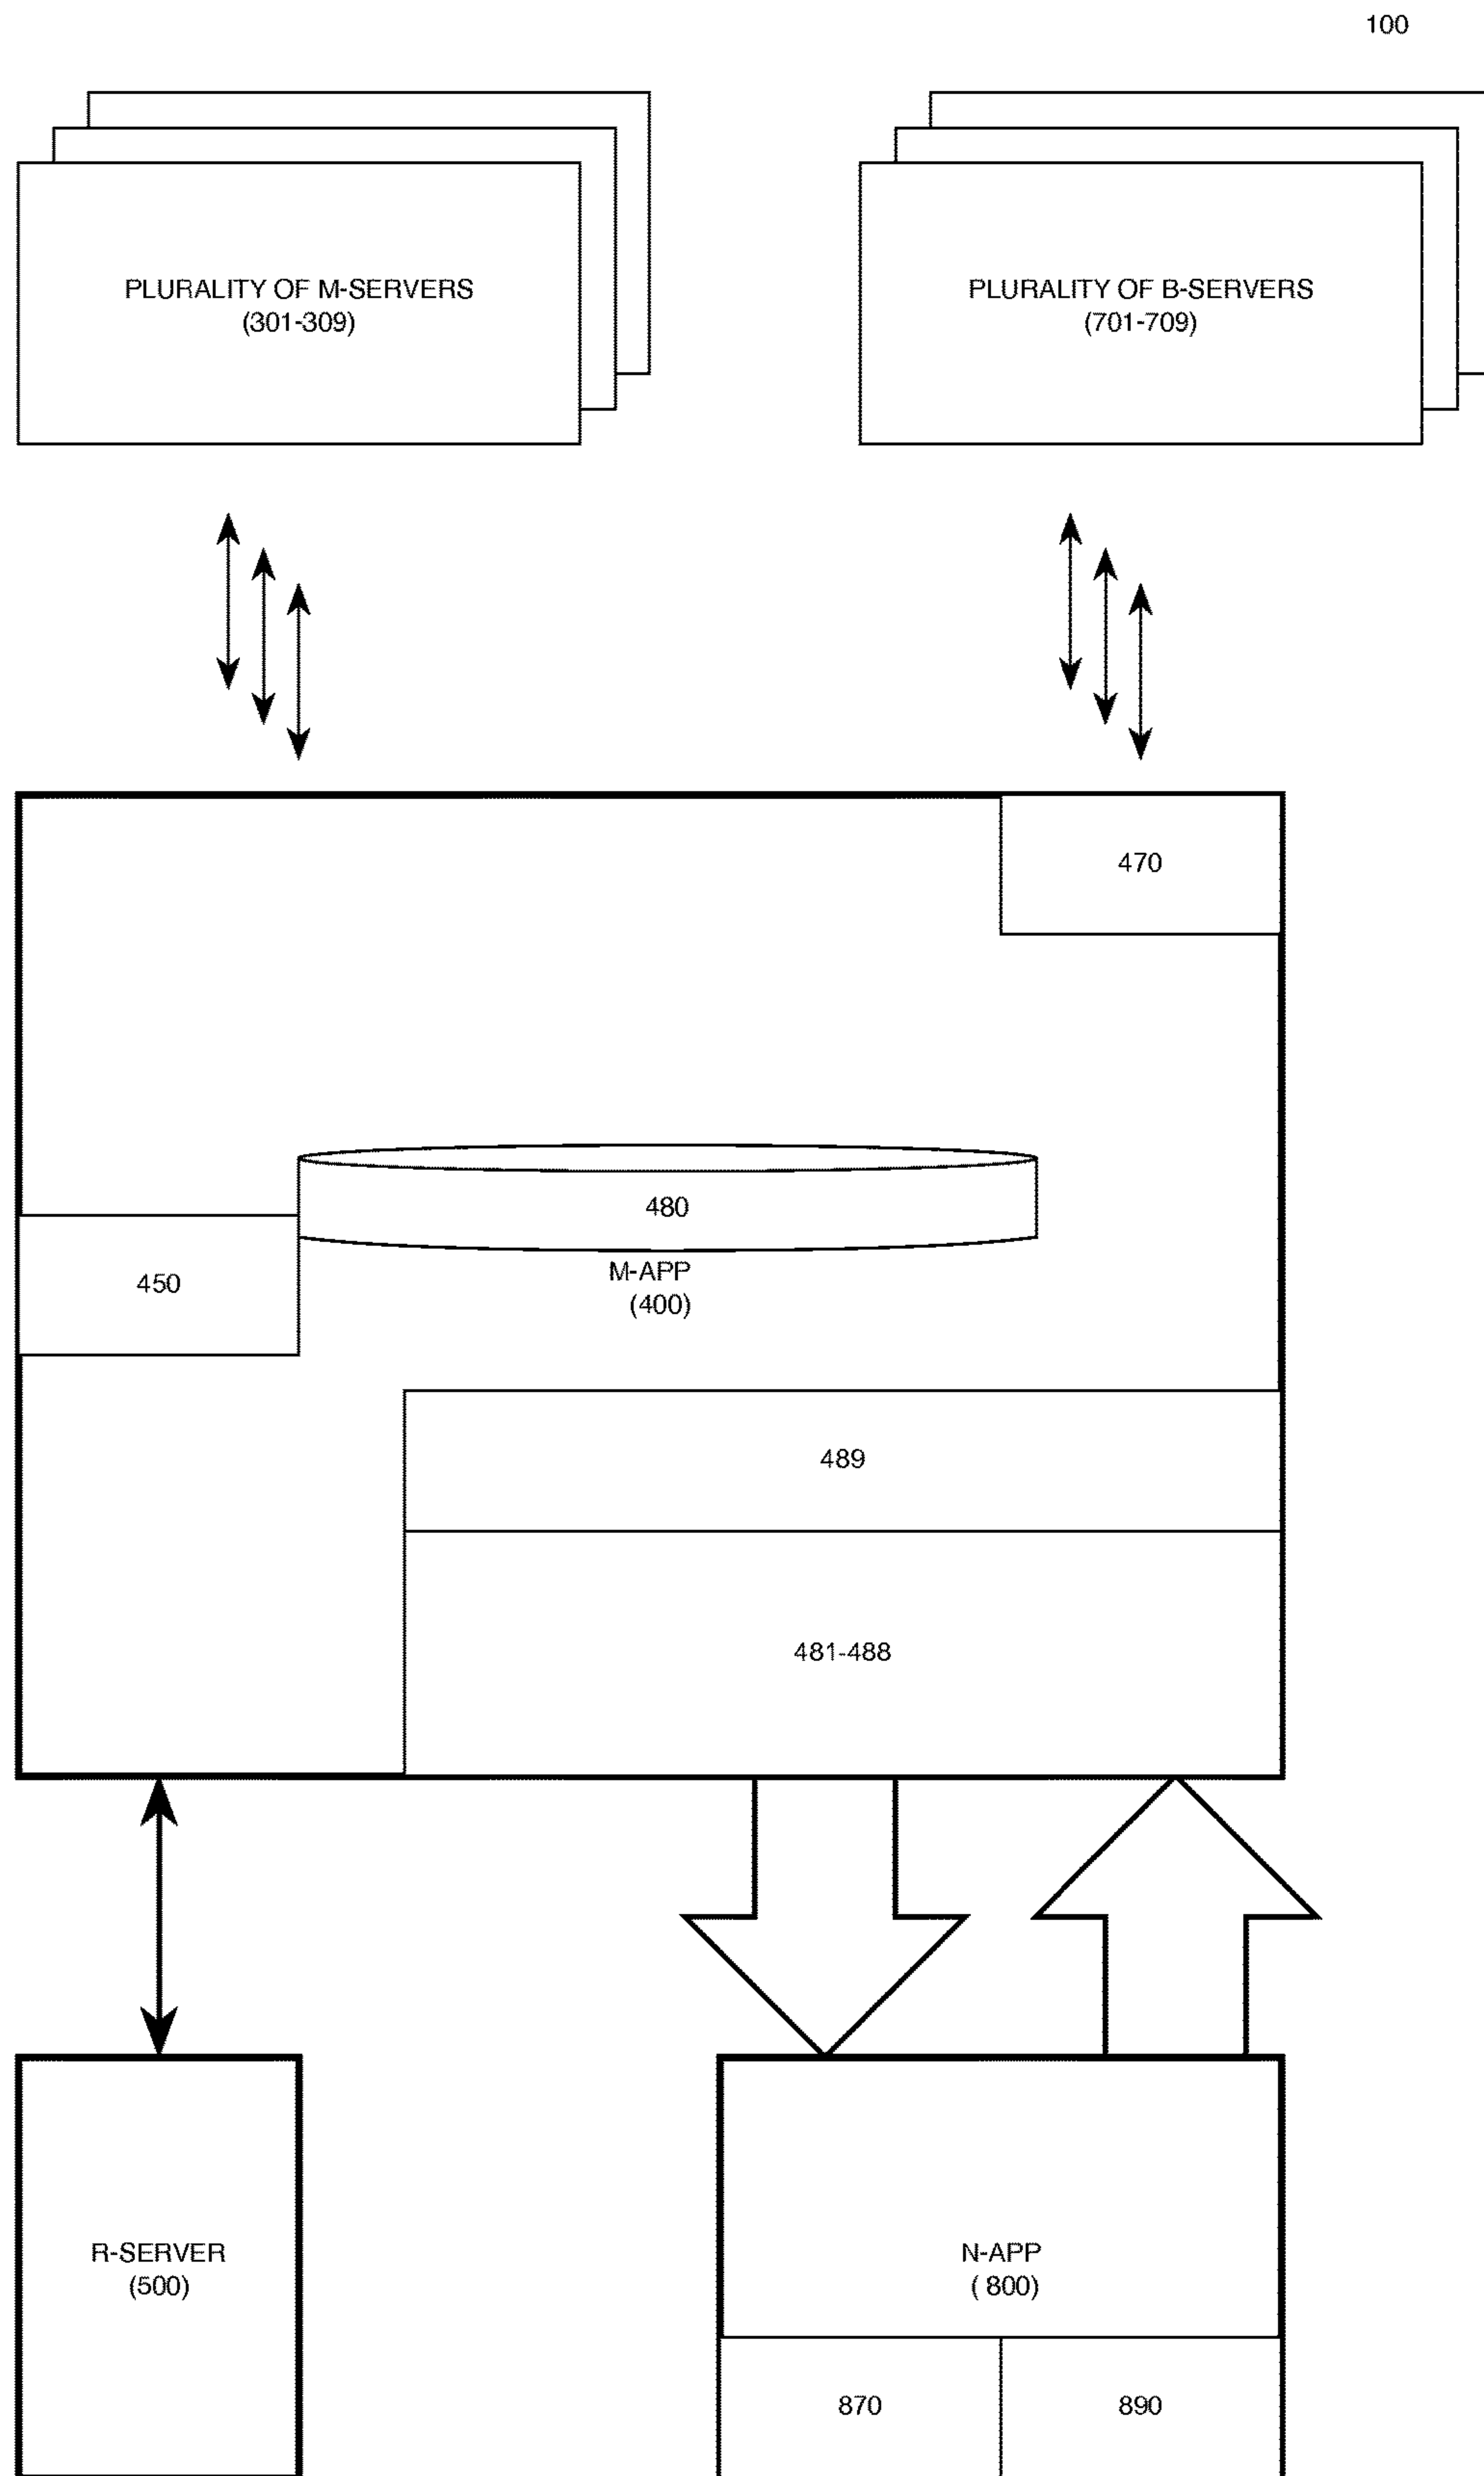 100
PLURALITY OF M-SERVERS
(301-309)
PLURALITY OF B-SERVERS
(701-709)
470
480
450
M-APP
(400)
489
481-488
R-SERVER
(500)
N-APP
( 800)
870
890